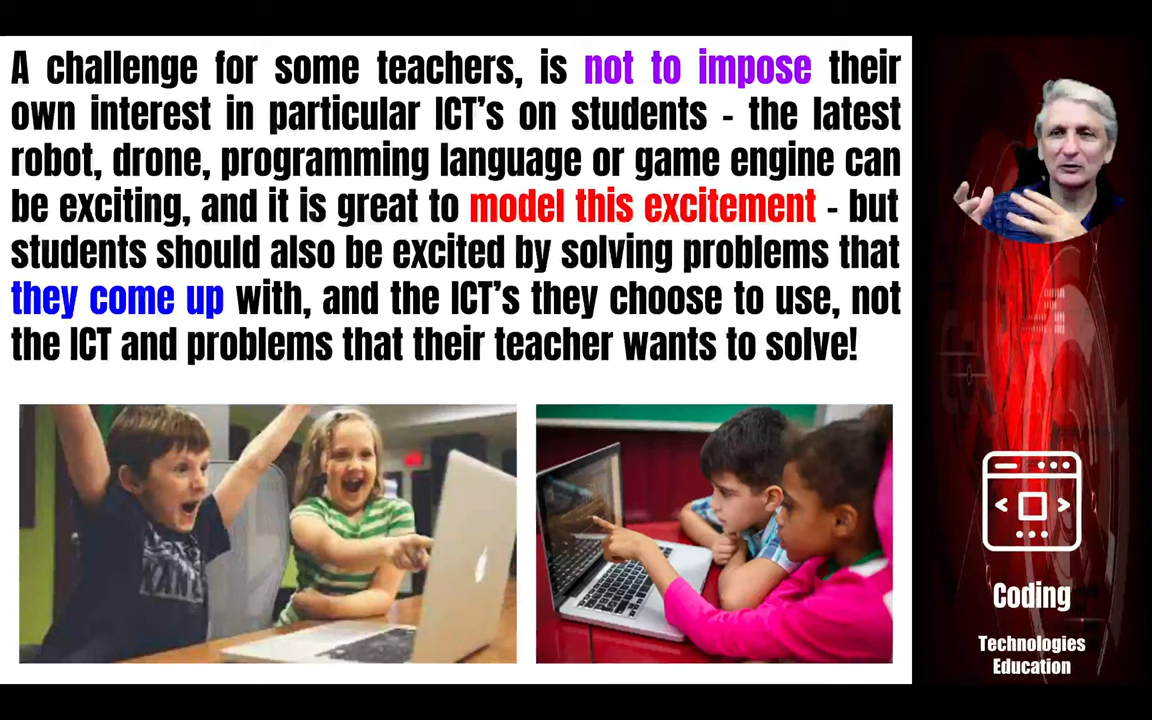 A challenge for some teachers, is not to impose their
own interest in particular ICT's on students - the latest
robot, drone, programming language or game engine can
be exciting, and it is great to model this excitement - but
students should also be excited by solving problems that
they come up with, and the ICT's they choose to use, not
the ICT and problems that their teacher wants to solve!
Coding
Technologies
Education